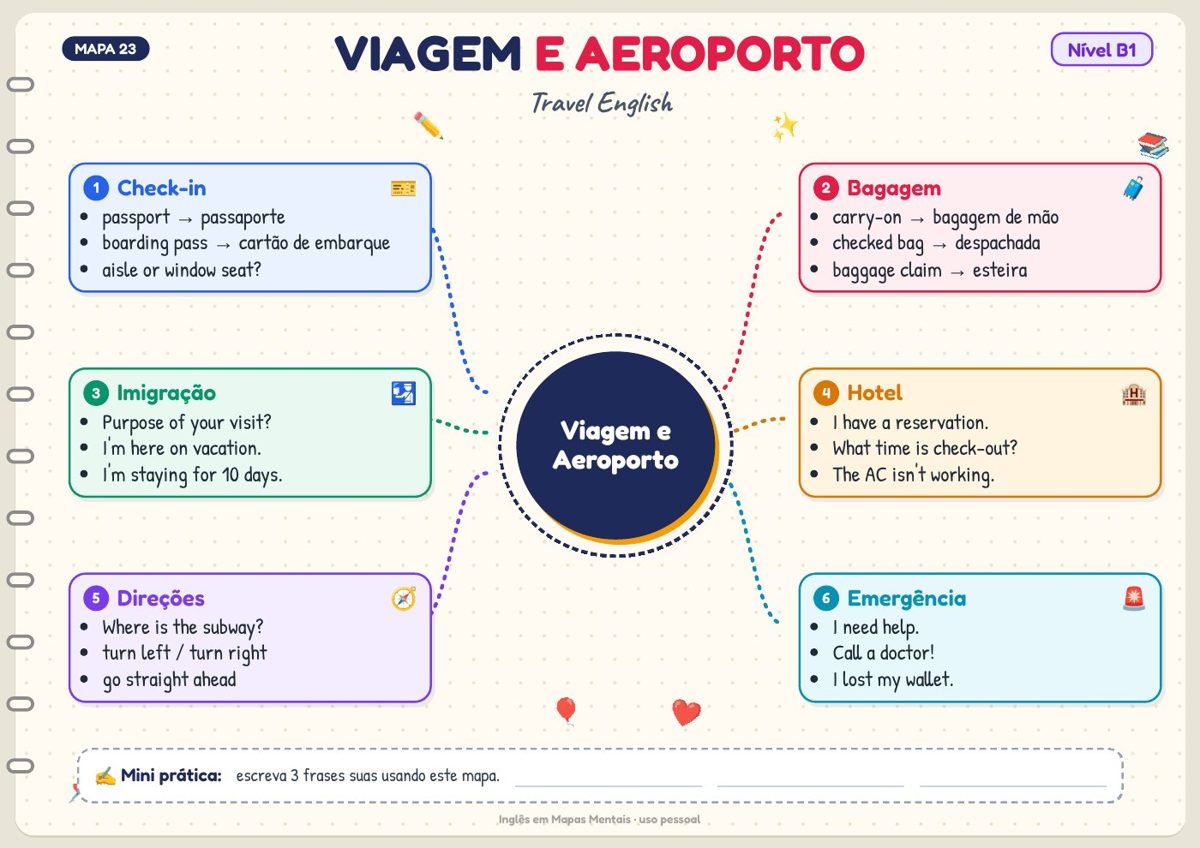 MAPA 23
VIAGEM E AEROPORTO
Nível B1
Travel English
1 Check-in
• passport → passaporte
• boarding pass → cartão de embarque
• aisle or window seat?
2 Bagagem
• carry-on → bagagem de mão
• checked bag → despachada
• baggage claim → esteira
3 Imigração
• Purpose of your visit?
• I'm here on vacation.
• I'm staying for 10 days.
4 Hotel
• I have a reservation.
• What time is check-out?
• The AC isn't working.
Viagem e
Aeroporto
5 Direções
• Where is the subway?
• turn left / turn right
• go straight ahead
6 Emergência
• I need help.
• Call a doctor!
• I lost my wallet.
Mini prática: escreva 3 frases suas usando este mapa.
Inglês em Mapas Mentais · uso pessoal